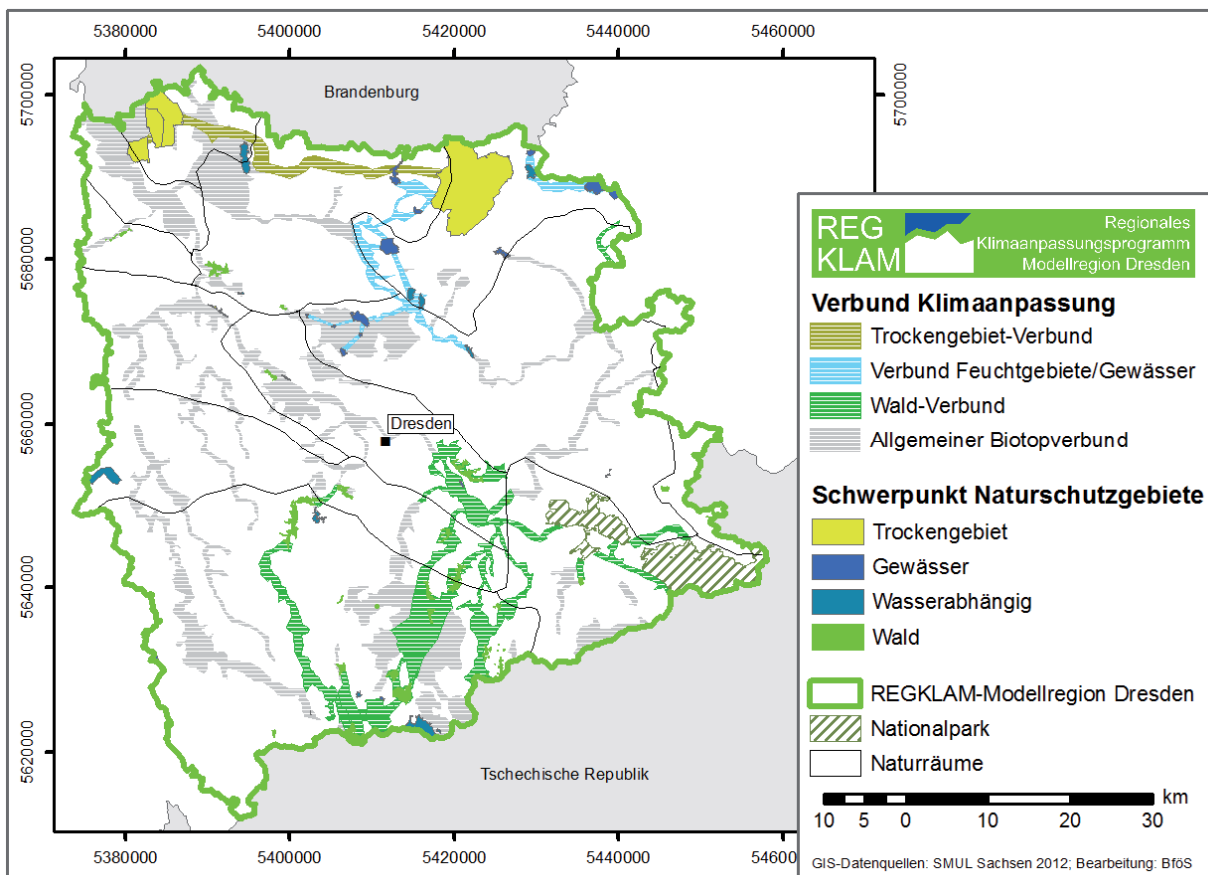 5380000 5400000 5420000 5440000 5460000
5700000
5680000
5660000
5640000
5620000
5700000
Brandenburg
Dresden
Tschechische Republik
5380000 5400000 5420000 5440000 54600
REG
KLAM
Regionales
Klimaanpassungsprogramm
Modellregion Dresden
Verbund Klimaanpassung
Trockengebiet-Verbund
Verbund Feuchtgebiete/Gewässer
Wald-Verbund
Allgemeiner Biotopverbund
Schwerpunkt Naturschutzgebiete
Trockengebiet
Gewässer
Wasserabhängig
Wald
REGKLAM-Modellregion Dresden
Nationalpark
Naturräume
km
10 5 0 10 20 30
GIS-Datenquellen: SMUL Sachsen 2012; Bearbeitung: BföS